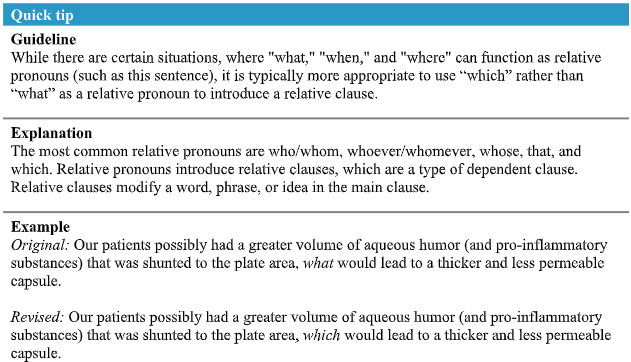 Quick tip
Guideline
While there are certain situations, where "what," "when," and "where" can function as relative
pronouns (such as this sentence), it is typically more appropriate to use “which” rather than
“what” as a relative pronoun to introduce a relative clause.
Explanation
The most common relative pronouns are who/whom, whoever/whomever, whose, that, and
which. Relative pronouns introduce relative clauses, which are a type of dependent clause.
Relative clauses modify a word, phrase, or idea in the main clause.
Example
Original: Our patients possibly had a greater volume of aqueous humor (and pro-inflammatory
substances) that was shunted to the plate area, what would lead to a thicker and less permeable
capsule.
Revised: Our patients possibly had a greater volume of aqueous humor (and pro-inflammatory
substances) that was shunted to the plate area, which would lead to a thicker and less permeable
capsule.